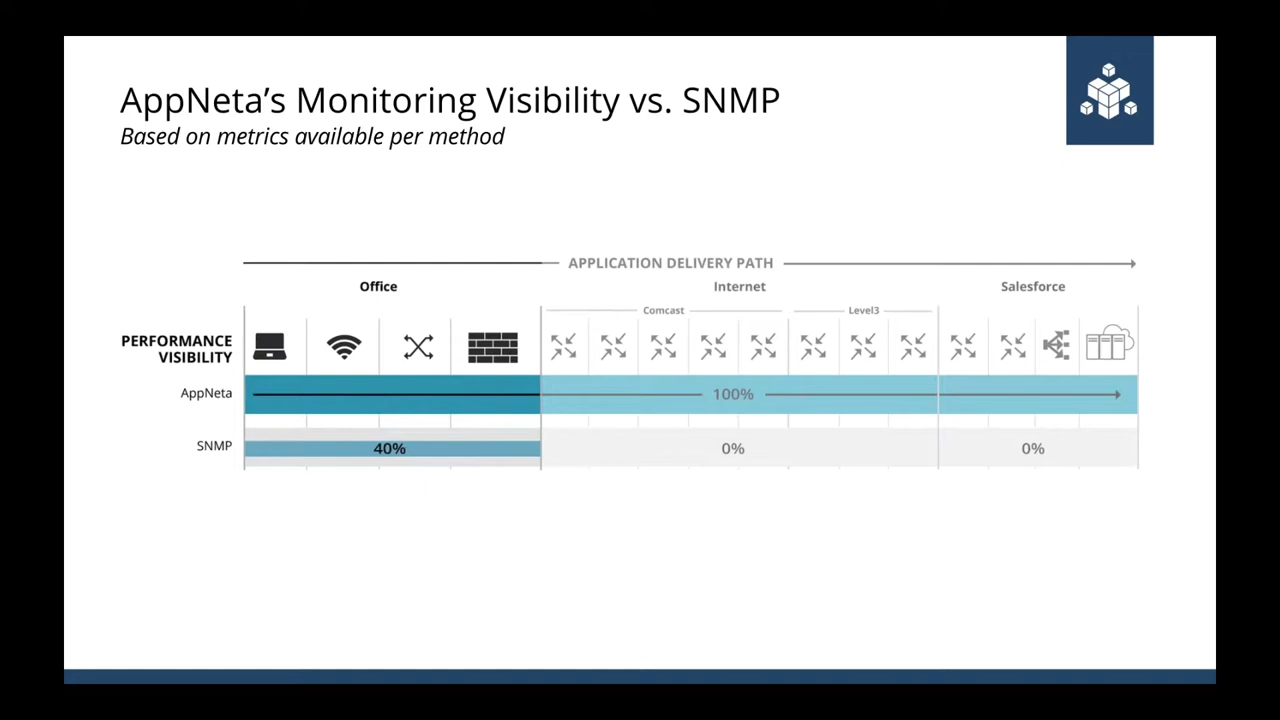 AppNeta’s Monitoring Visibility vs. SNMP
Based on metrics available per method
APPLICATION DELIVERY PATH
Office Internet Salesforce
Comcast Level3
PERFORMANCE
VISIBILITY
AppNeta 100%
SNMP 40% 0% 0%